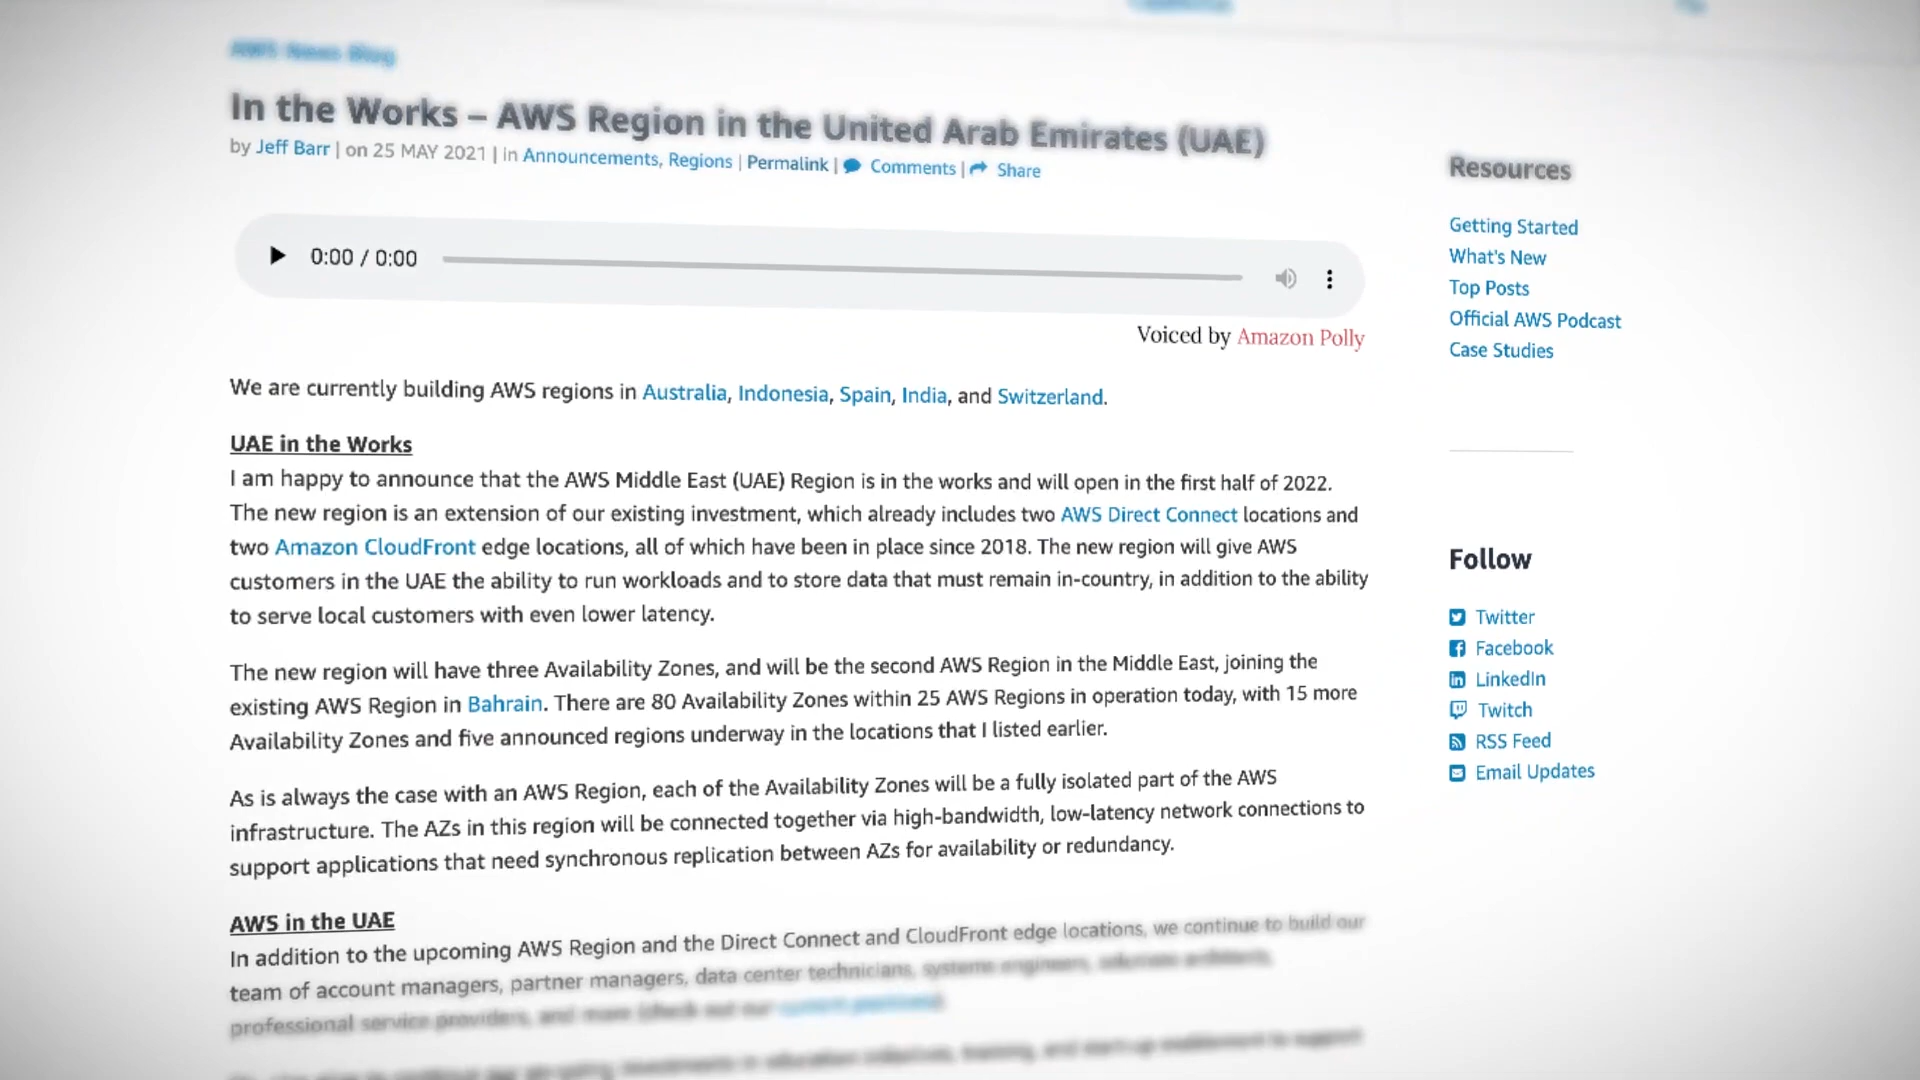 AWS News Blog
In the Works – AWS Region in the United Arab Emirates (UAE)
by Jeff Barr | on 25 MAY 2021 | in Announcements, Regions | Permalink | Comments | Share
0:00 / 0:00
Voiced by Amazon Polly
We are currently building AWS regions in Australia, Indonesia, Spain, India, and Switzerland.
UAE in the Works
I am happy to announce that the AWS Middle East (UAE) Region is in the works and will open in the first half of 2022.
The new region is an extension of our existing investment, which already includes two AWS Direct Connect locations and
two Amazon CloudFront edge locations, all of which have been in place since 2018. The new region will give AWS
customers in the UAE the ability to run workloads and to store data that must remain in-country, in addition to the ability
to serve local customers with even lower latency.
The new region will have three Availability Zones, and will be the second AWS Region in the Middle East, joining the
existing AWS Region in Bahrain. There are 80 Availability Zones within 25 AWS Regions in operation today, with 15 more
Availability Zones and five announced regions underway in the locations that I listed earlier.
As is always the case with an AWS Region, each of the Availability Zones will be a fully isolated part of the AWS
infrastructure. The AZs in this region will be connected together via high-bandwidth, low-latency network connections to
support applications that need synchronous replication between AZs for availability or redundancy.
AWS in the UAE
In addition to the upcoming AWS Region and the Direct Connect and CloudFront edge locations, we continue to build our
team of account managers, partner managers, data center technicians, systems engineers, solutions architects,
professional service providers, and more (check out our current positions).
Resources
Getting Started
What's New
Top Posts
Official AWS Podcast
Case Studies
Follow
Twitter
Facebook
LinkedIn
Twitch
RSS Feed
Email Updates